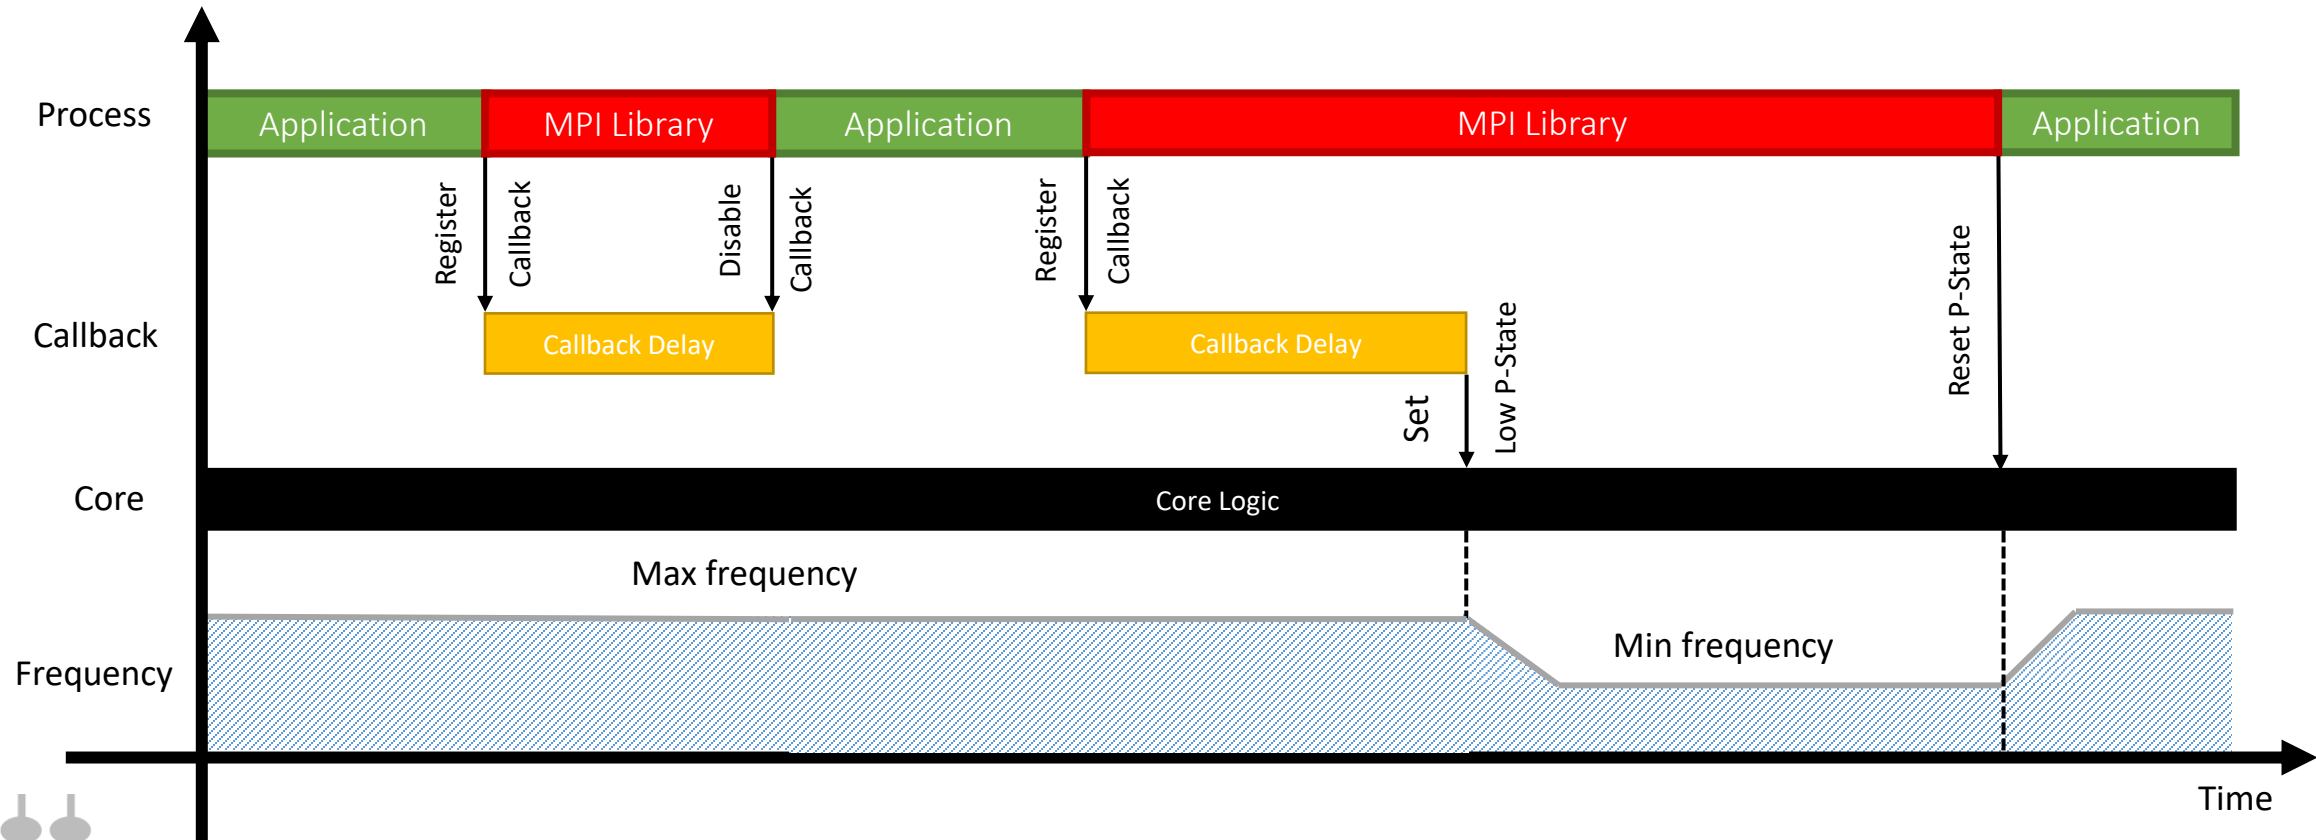 Process
Application
MPI Library
Application
MPI Library
Application
Register
Callback
Disable
Callback
Register
Callback
Callback
Callback Delay
Callback Delay
Set
Low P-State
Reset P-State
Core
Core Logic
Max frequency
Min frequency
Frequency
Time